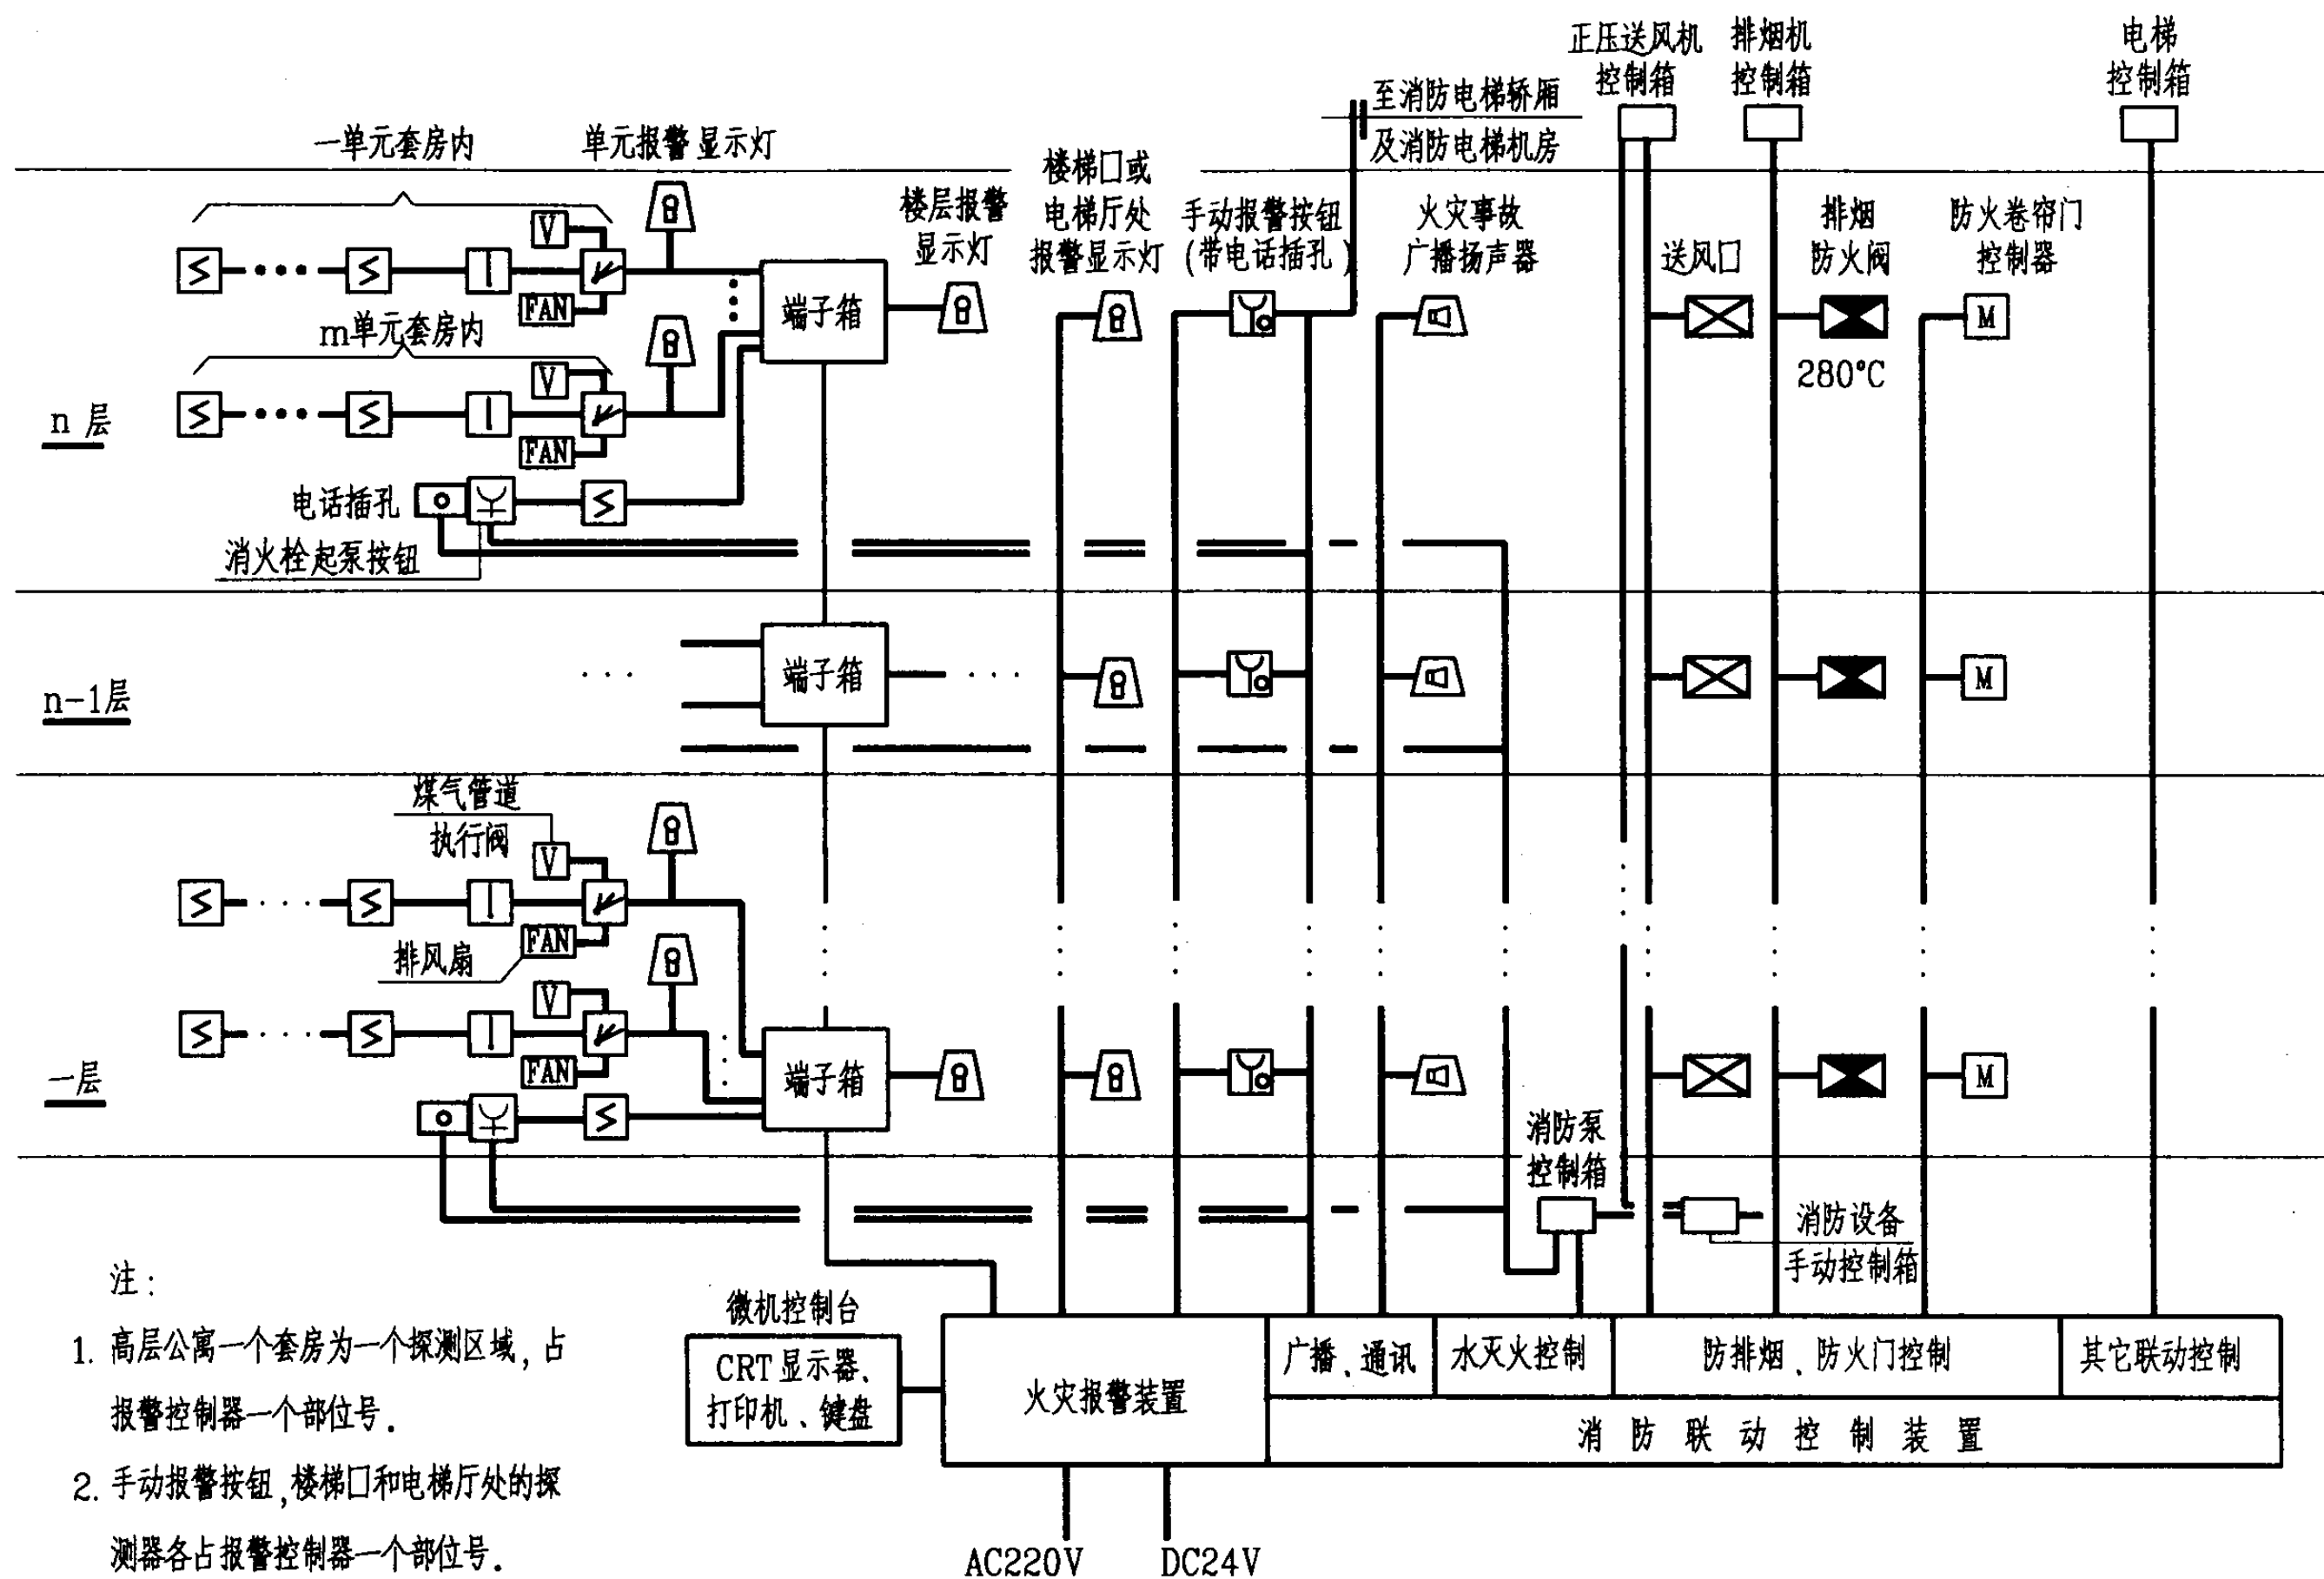 正压送风机
控制箱
排烟机
控制箱
电梯
控制箱
至消防电梯轿厢
及消防电梯机房
一单元套房内
单元报警显示灯
楼层报警
显示灯
楼梯口或
电梯厅处
报警显示灯
手动报警按钮
(带电话插孔)
火灾事故
广播扬声器
送风口
排烟
防火阀
防火卷帘门
控制器
V
FAN
端子箱
M
280°C
m单元套房内
V
FAN
n 层
电话插孔
消火栓起泵按钮
端子箱
M
n-1层
煤气管道
执行阀
V
FAN
排风扇
V
FAN
端子箱
M
一层
消防泵
控制箱
消防设备
手动控制箱
注:
1. 高层公寓一个套房为一个探测区域,占
报警控制器一个部位号.
2. 手动报警按钮,楼梯口和电梯厅处的探
测器各占报警控制器一个部位号.
微机控制台
CRT显示器、
打印机、键盘
火灾报警装置
广播、通讯
水灭火控制
防排烟、防火门控制
其它联动控制
消防联动控制装置
AC220V
DC24V